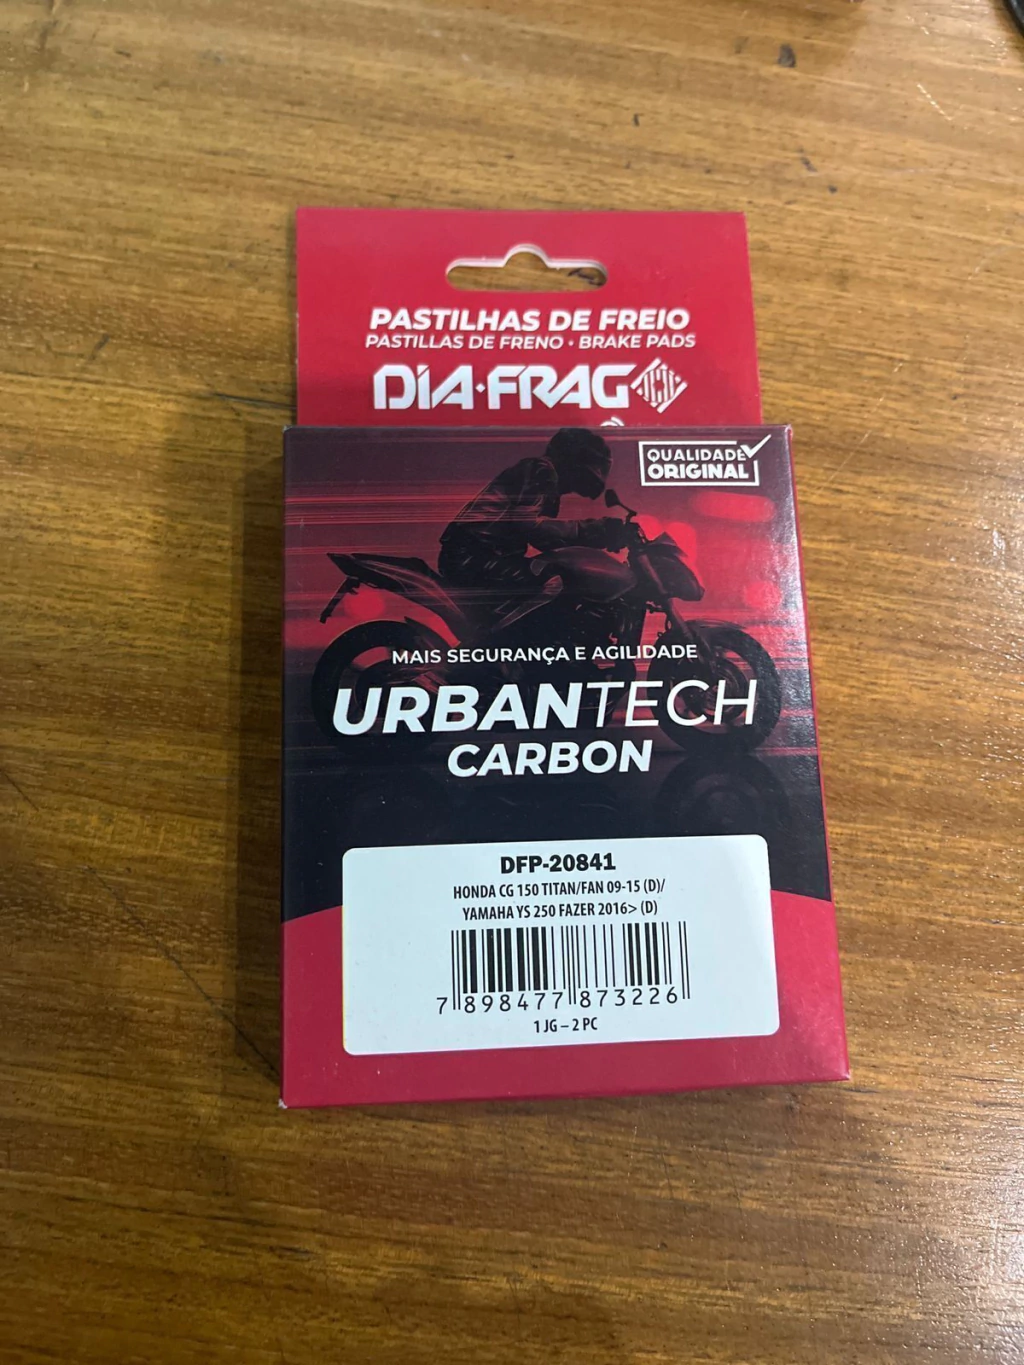 PASTILHAS DE FREIO
PASTILLAS DE FRENO • BRAKE PADS
DIA•FRAG
QUALIDADE
ORIGINAL
MAIS SEGURANÇA E AGILIDADE
URBANTECH
CARBON
DFP-20841
HONDA CG 150 TITAN/FAN 09-15 (D)/
YAMAHA YS 250 FAZER 2016> (D)
7 898477 873226
1 JG – 2 PC